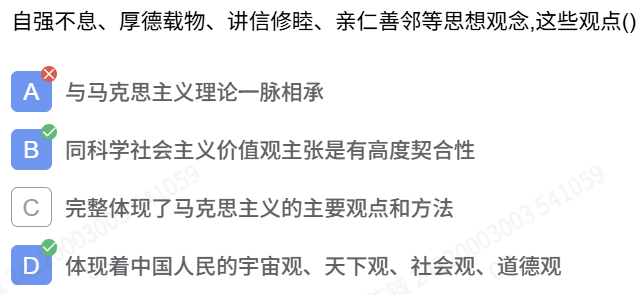 自强不息、厚德载物、讲信修睦、亲仁善邻等思想观念,这些观点()
A 与马克思主义理论一脉相承
B 同科学社会主义价值观主张是有高度契合性
C 完整体现了马克思主义的主要观点和方法
D 体现着中国人民的宇宙观、天下观、社会观、道德观